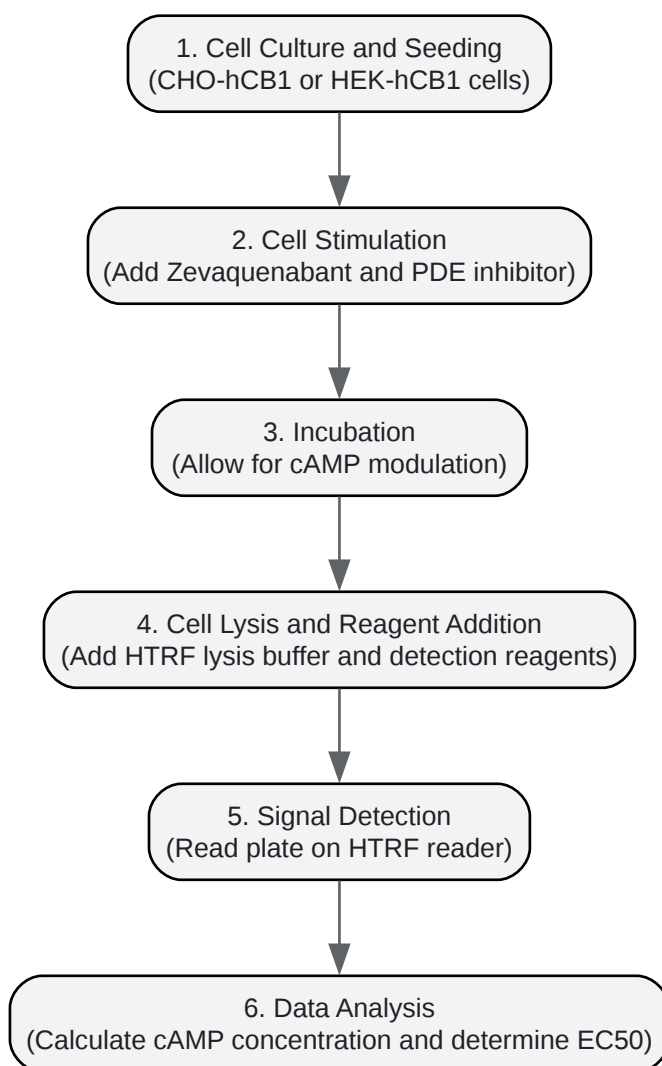 1. Cell Culture and Seeding
(CHO-hCB1 or HEK-hCB1 cells)
2. Cell Stimulation
(Add Zevaquenabant and PDE inhibitor)
3. Incubation
(Allow for cAMP modulation)
4. Cell Lysis and Reagent Addition
(Add HTRF lysis buffer and detection reagents)
5. Signal Detection
(Read plate on HTRF reader)
6. Data Analysis
(Calculate cAMP concentration and determine EC50)